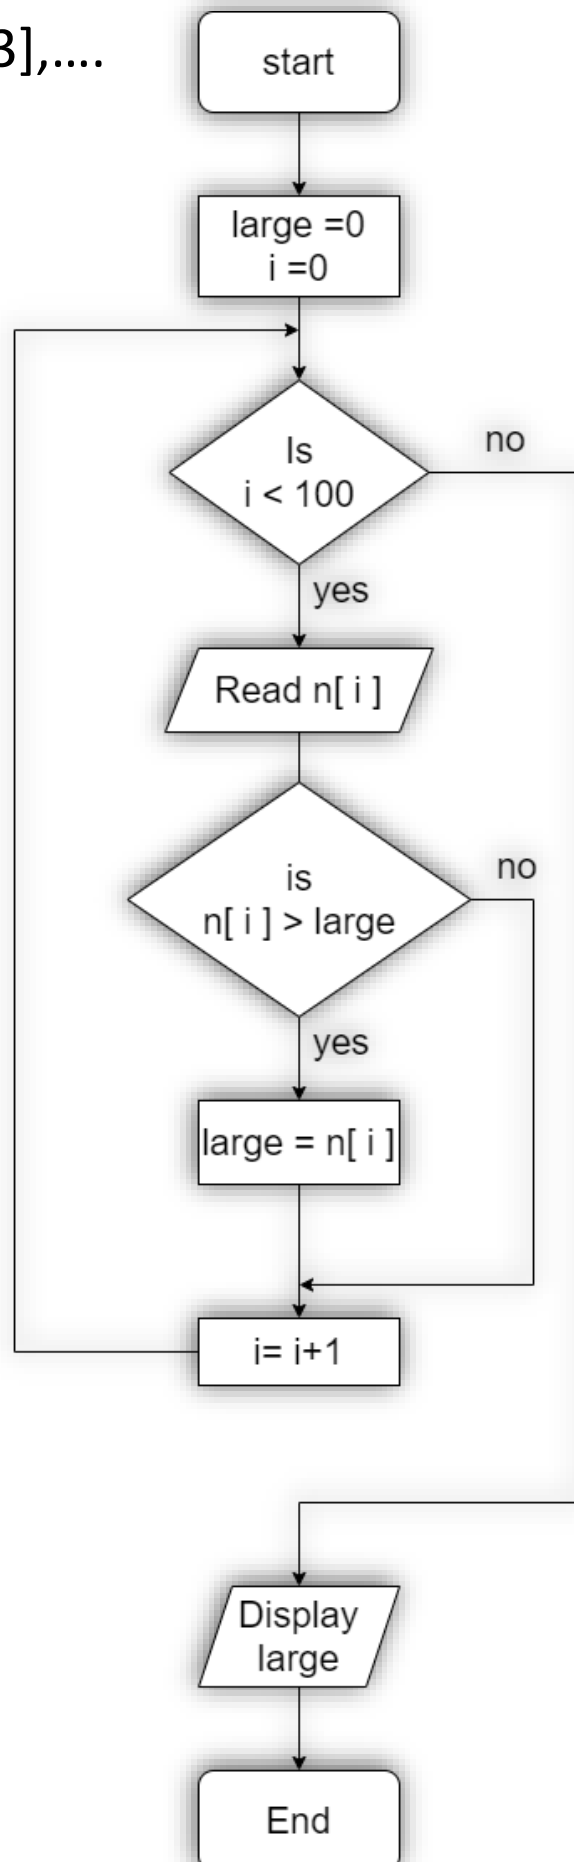 3],....
start
large =0
i =0
Is
i < 100
no
yes
Read n[ i ]
is
n[ i ] > large
no
yes
large = n[ i ]
i= i+1
Display
large
End